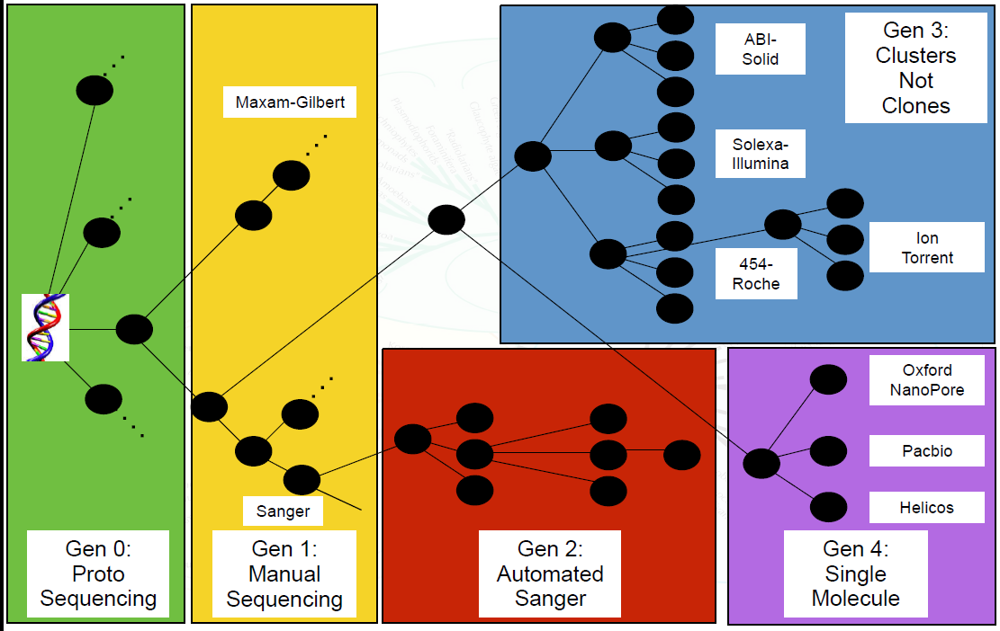 Maxam-Gilbert
ABI-
Solid
Gen 3:
Clusters
Not
Clones
Solexa-
Illumina
454-
Roche
Ion
Torrent
Sanger
Oxford
NanoPore
Pacbio
Helicos
Gen 0:
Proto
Sequencing
Gen 1:
Manual
Sequencing
Gen 2:
Automated
Sanger
Gen 4:
Single
Molecule